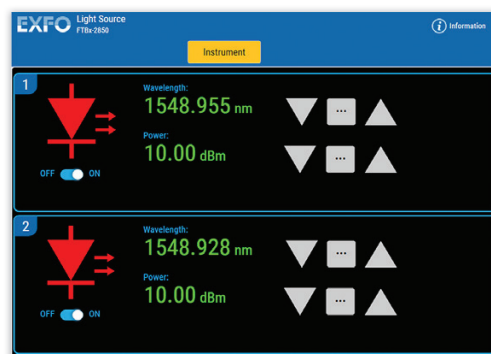 EXFO Light Source
FTBx-2850
Information
Instrument
1
Wavelength:
1548.955 nm
...
Power:
10.00 dBm
...
OFF ON
2
Wavelength:
1548.928 nm
...
Power:
10.00 dBm
...
OFF ON